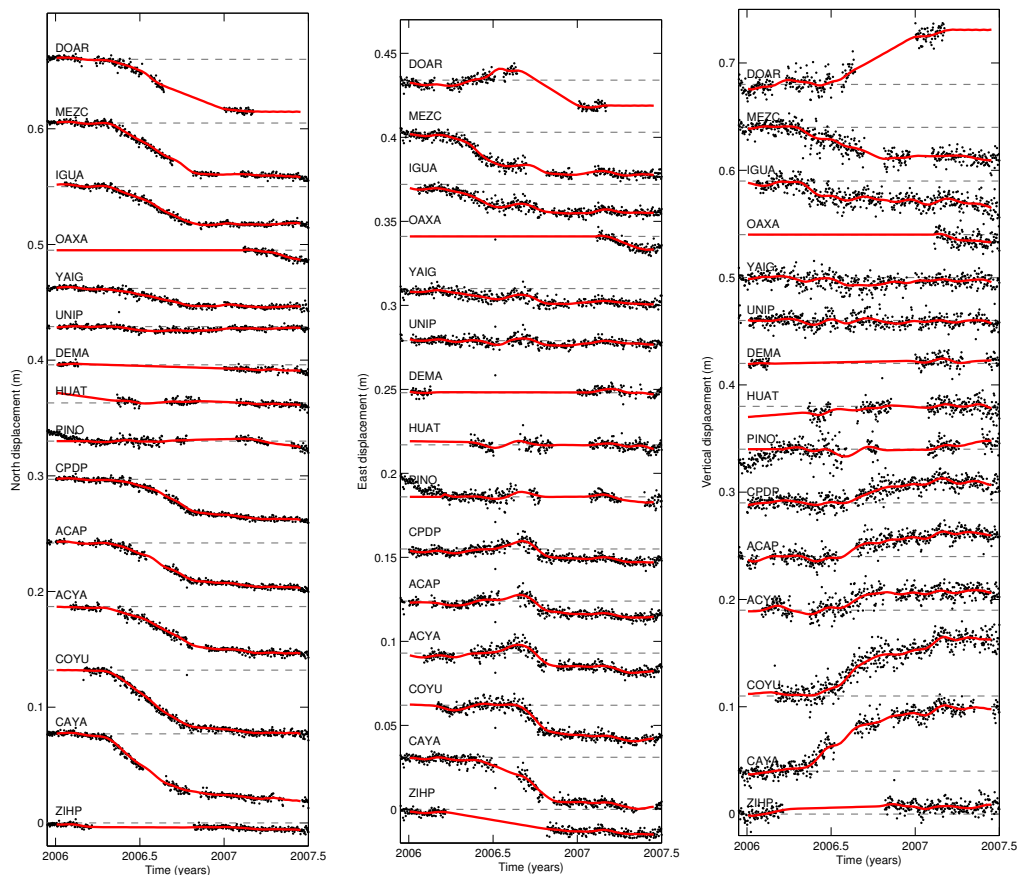 DOAR
MEZC
IGUA
OAXA
YAIG
UNIP
DEMA
HUAT
PINO
CPDP
ACAP
ACYA
COYU
CAYA
ZIHP
0.6
0.5
0.4
0.3
0.2
0.1
0
North displacement (m)
2006
2006.5
2007
2007.5
Time (years)
DOAR
MEZC
IGUA
OAXA
YAIG
UNIP
DEMA
HUAT
PINO
CPDP
ACAP
ACYA
COYU
CAYA
ZIHP
0.45
0.4
0.35
0.3
0.25
0.2
0.15
0.1
0.05
0
East displacement (m)
2006
2006.5
2007
2007.5
Time (years)
DOAR
MEZC
IGUA
OAXA
YAIG
UNIP
DEMA
HUAT
PINO
CPDP
ACAP
ACYA
COYU
CAYA
ZIHP
0.7
0.6
0.5
0.4
0.3
0.2
0.1
0
Vertical displacement (m)
2006
2006.5
2007
2007.5
Time (years)